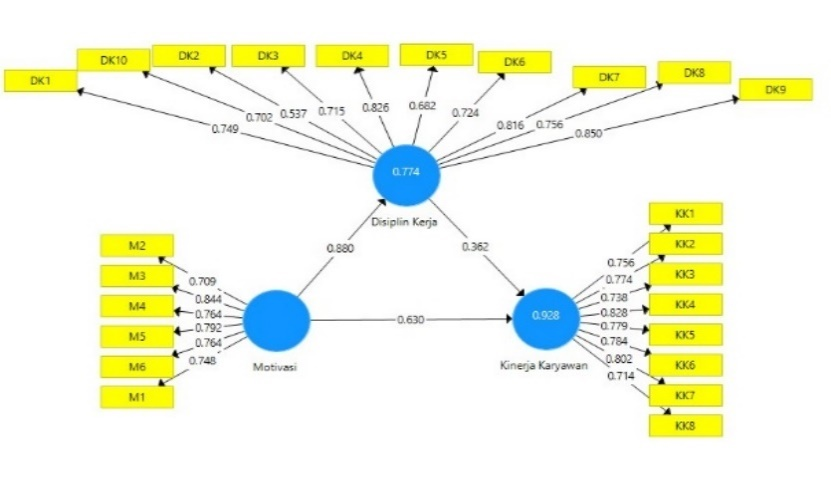 DK1
DK10
DK2
DK3
DK4
DK5
DK6
DK7
DK8
DK9
0.749
0.702
0.537
0.715
0.826
0.682
0.724
0.816
0.756
0.850
0.774
Disiplin Kerja
0.880
0.362
M2
M3
M4
M5
M6
M1
0.709
0.844
0.764
0.792
0.764
0.748
Motivasi
0.630
0.928
Kinerja Karyawan
0.756
0.774
0.738
0.828
0.779
0.784
0.802
0.714
KK1
KK2
KK3
KK4
KK5
KK6
KK7
KK8